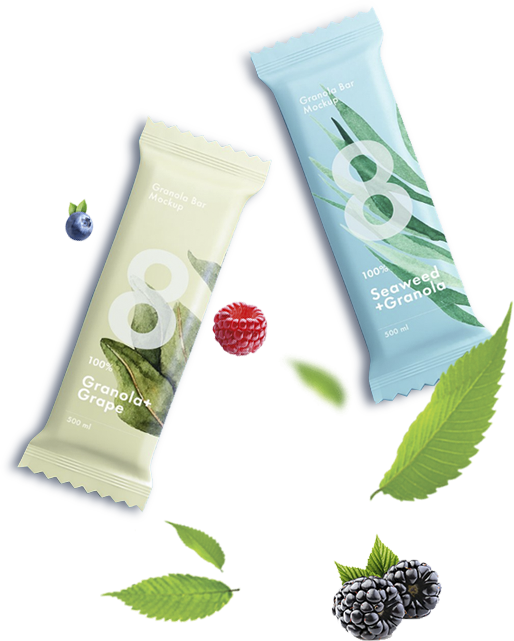 Granola Bar
Mockup
8
100%
Granola+
Grape
500 ml
Granola Bar
Mockup
8
100%
Seaweed
+Granola
500 ml